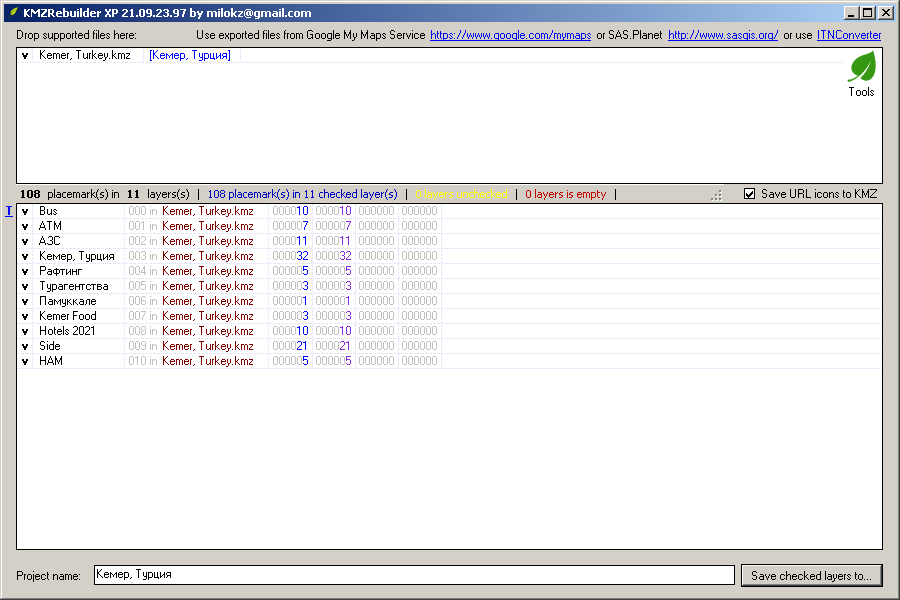 KMZRebuilder XP 21.09.23.97 by milokz@gmail.com
Drop supported files here: Use exported files from Google My Maps Service https://www.google.com/mymaps or SAS.Planet http://www.sasgis.org/ or use ITNConverter
v Kemer, Turkey.kmz [Кемер, Турция]
Tools
108 placemark(s) in 11 layers(s) | 108 placemark(s) in 11 checked layer(s) | 0 layers unchecked | 0 layers is empty | Save URL icons to KMZ
T v Bus 000 in Kemer, Turkey.kmz 000010 000010 000000 000000
v ATM 001 in Kemer, Turkey.kmz 000007 000007 000000 000000
v АЗС 002 in Kemer, Turkey.kmz 000011 000011 000000 000000
v Кемер, Турция 003 in Kemer, Turkey.kmz 000032 000032 000000 000000
v Рафтинг 004 in Kemer, Turkey.kmz 000005 000005 000000 000000
v Турагентства 005 in Kemer, Turkey.kmz 000003 000003 000000 000000
v Памуккале 006 in Kemer, Turkey.kmz 000001 000001 000000 000000
v Kemer Food 007 in Kemer, Turkey.kmz 000003 000003 000000 000000
v Hotels 2021 008 in Kemer, Turkey.kmz 000010 000010 000000 000000
v Side 009 in Kemer, Turkey.kmz 000021 000021 000000 000000
v HAM 010 in Kemer, Turkey.kmz 000005 000005 000000 000000
Project name: Кемер, Турция Save checked layers to...